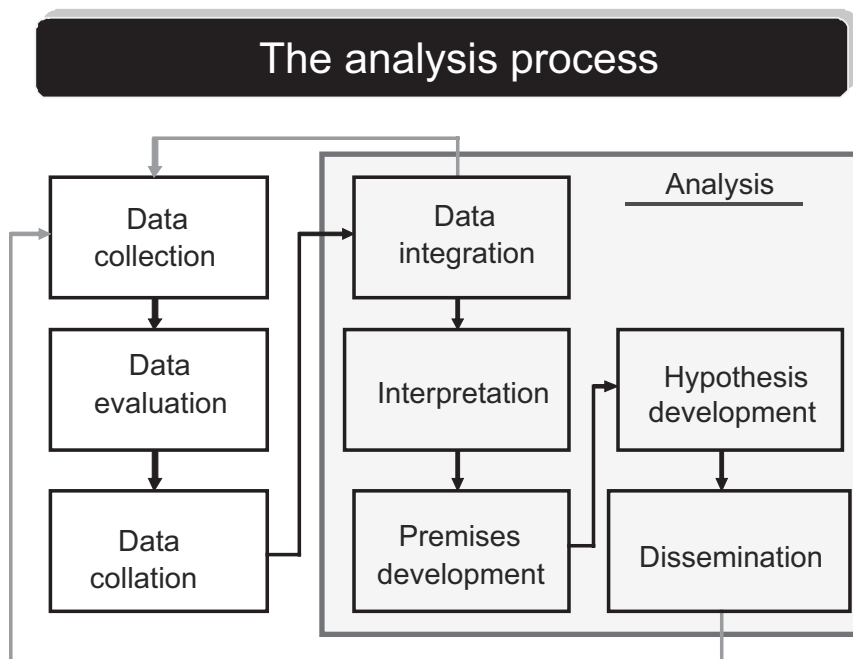 The analysis process
Data
collection
Data
evaluation
Data
collation
Analysis
Data
integration
Interpretation
Premises
development
Hypothesis
development
Dissemination